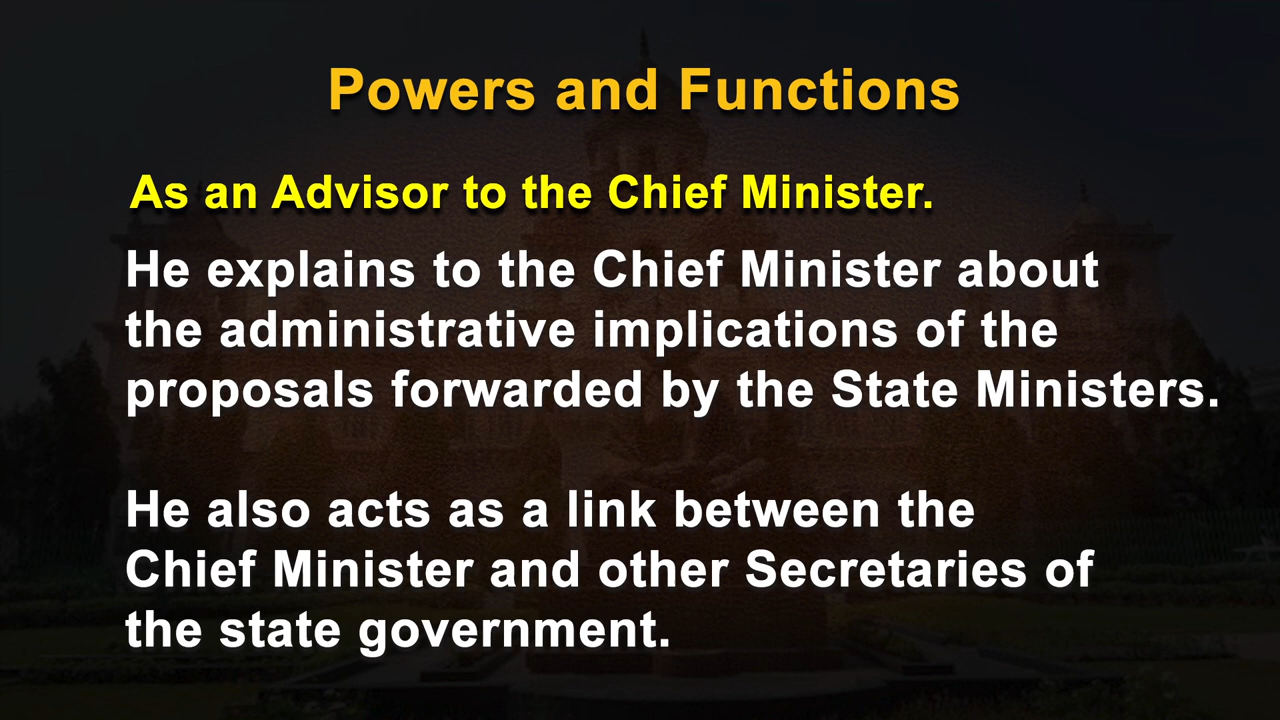 Powers and Functions
As an Advisor to the Chief Minister.
He explains to the Chief Minister about
the administrative implications of the
proposals forwarded by the State Ministers.
He also acts as a link between the
Chief Minister and other Secretaries of
the state government.